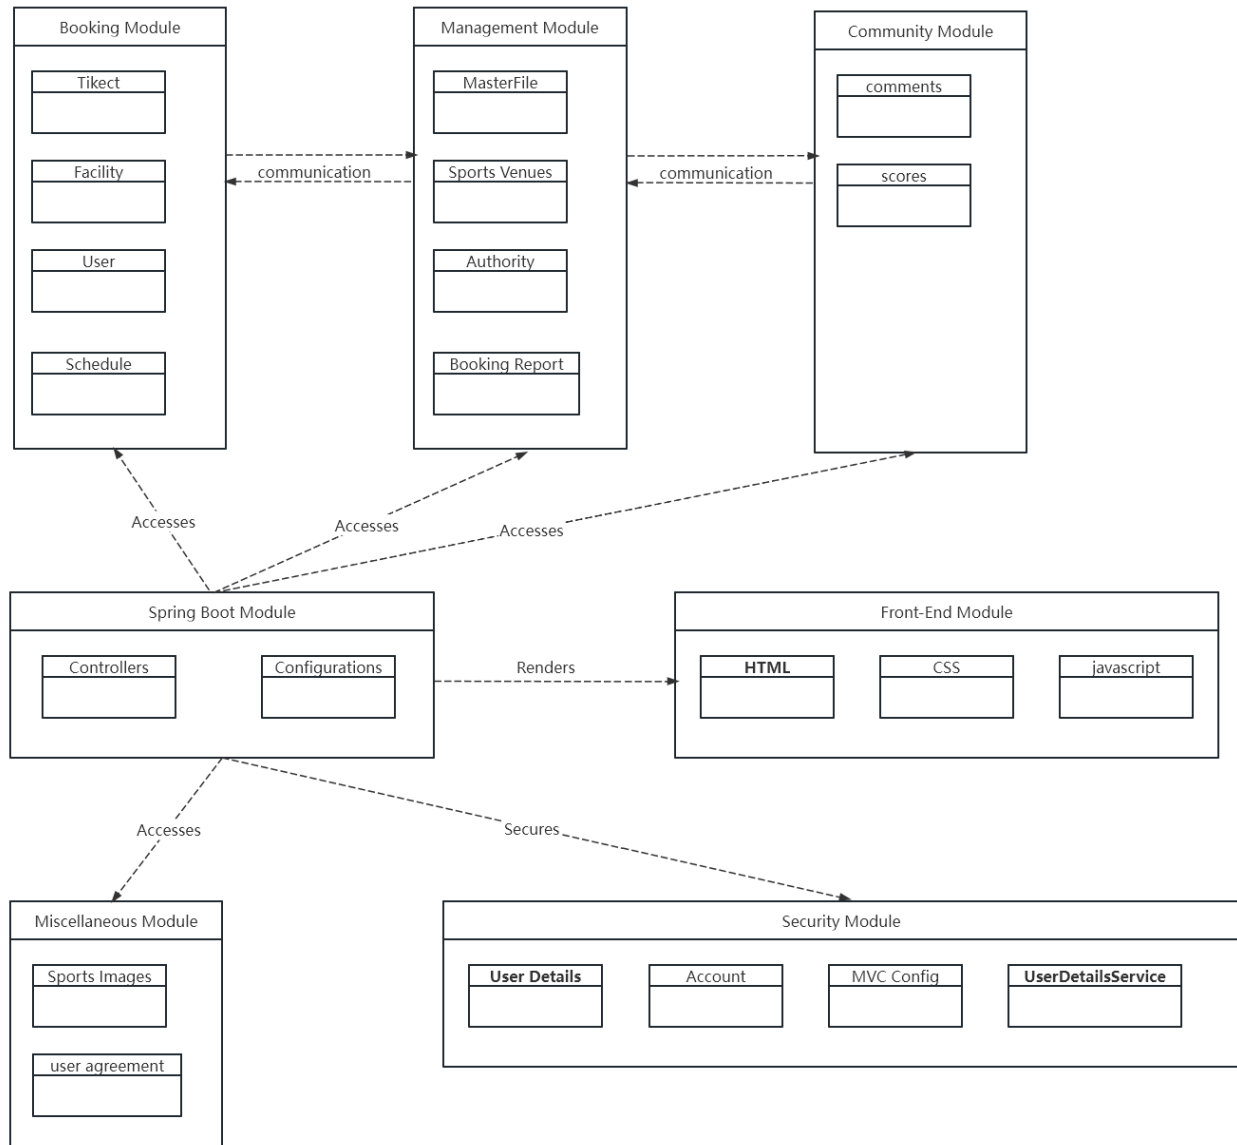 Booking Module
Management Module
Community Module
Tikect
MasterFile
comments
Facility
communication
Sports Venues
communication
scores
User
Authority
Schedule
Booking Report
Accesses
Accesses
Accesses
Spring Boot Module
Front-End Module
Controllers
Configurations
Renders
HTML
CSS
javascript
Accesses
Secures
Miscellaneous Module
Security Module
Sports Images
User Details
Account
MVC Config
UserDetailsService
user agreement